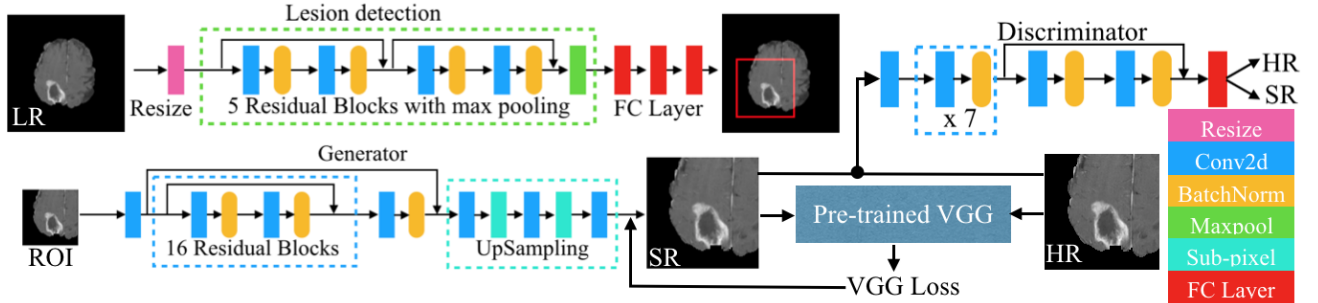 Lesion detection
LR
Resize
5 Residual Blocks with max pooling
FC Layer
Discriminator
x 7
HR
SR
Generator
ROI
16 Residual Blocks
UpSampling
SR
Pre-trained VGG
VGG Loss
HR
Resize
Conv2d
BatchNorm
Maxpool
Sub-pixel
FC Layer